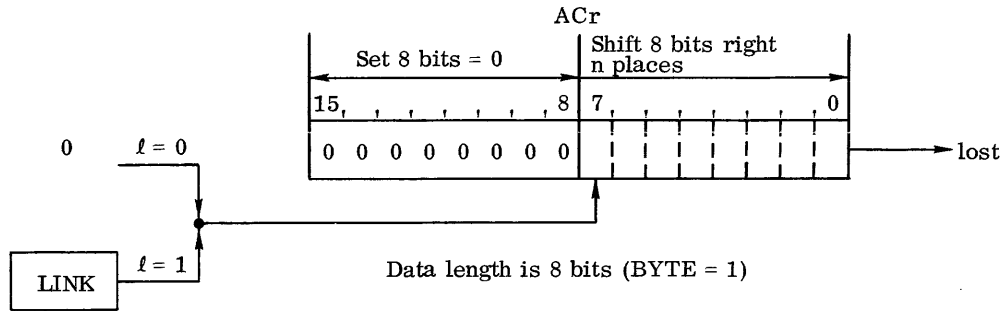 ACr
Set 8 bits = 0
Shift 8 bits right
n places
15 , , , , , , 8 7 , , , , , , 0
0 ℓ = 0
0 0 0 0 0 0 0 0
lost
ℓ = 1
LINK
Data length is 8 bits (BYTE = 1)